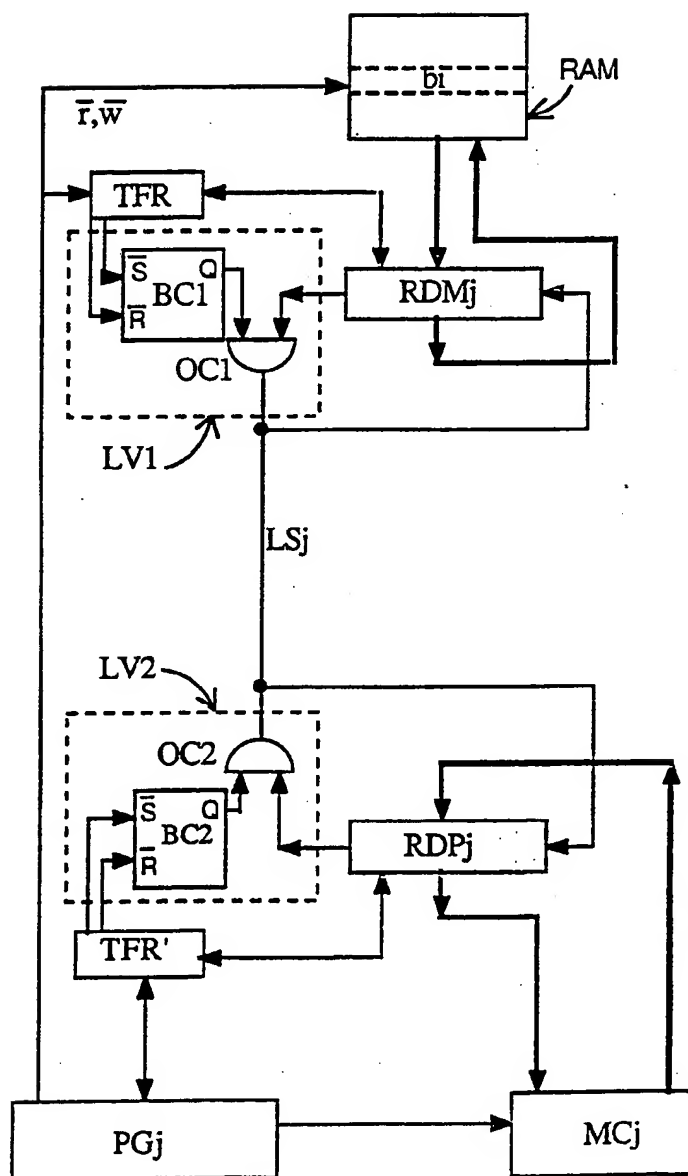 bi
RAM
r̅,w̅
TFR
S̅ Q
BC1
R̅
RDMj
OC1
LV1
LSj
LV2
OC2
S̅ Q
BC2
R̅
RDPj
TFR'
PGj
MCj